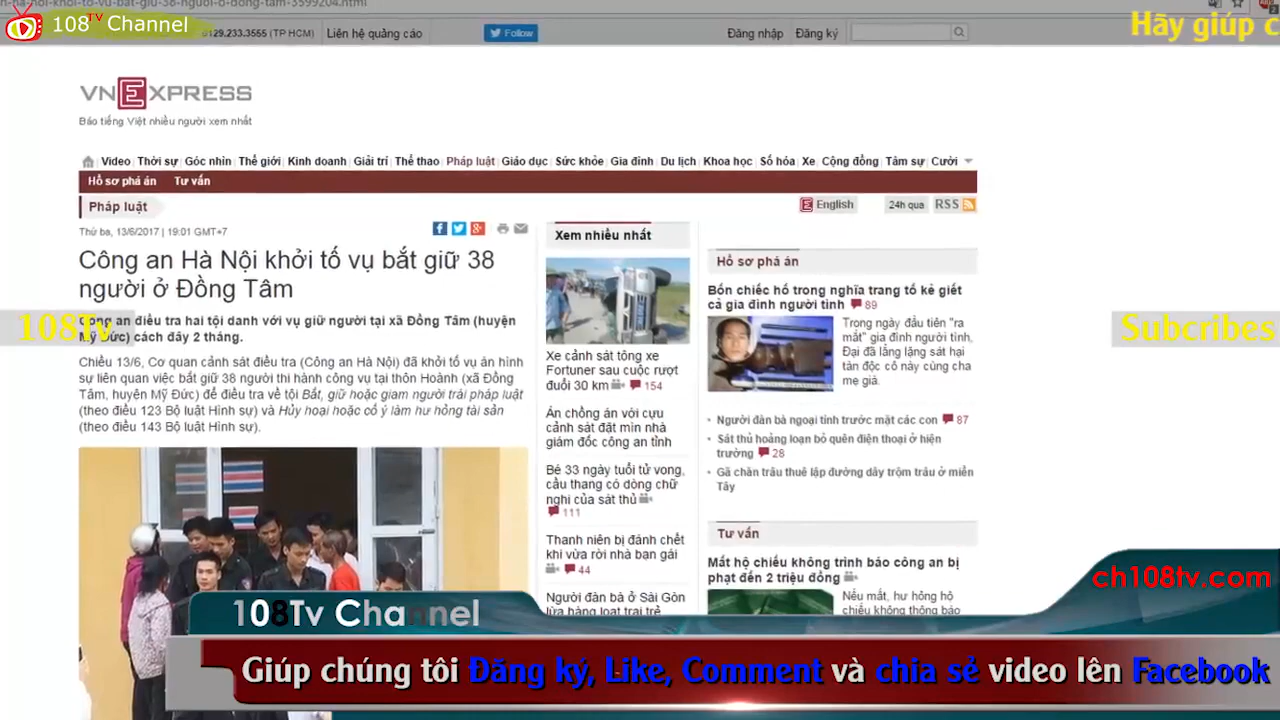 108Tv Channel
Hãy giúp c
0129.233.3555 (TP HCM) Liên hệ quảng cáo Follow Đăng nhập Đăng ký
VNEXPRESS
Báo tiếng Việt nhiều người xem nhất
Video Thời sự Góc nhìn Thế giới Kinh doanh Giải trí Thể thao Pháp luật Giáo dục Sức khỏe Gia đình Du lịch Khoa học Số hóa Xe Cộng đồng Tâm sự Cười
Hồ sơ phá án Tư vấn
Pháp luật
English 24h qua RSS
Thứ ba, 13/6/2017 | 19:01 GMT+7
Công an Hà Nội khởi tố vụ bắt giữ 38
người ở Đồng Tâm
Công an điều tra hai tội danh với vụ giữ người tại xã Đồng Tâm (huyện
Mỹ Đức) cách đây 2 tháng.
Chiều 13/6, Cơ quan cảnh sát điều tra (Công an Hà Nội) đã khởi tố vụ án hình
sự liên quan việc bắt giữ 38 người thi hành công vụ tại thôn Hoành (xã Đồng
Tâm, huyện Mỹ Đức) để điều tra về tội Bắt, giữ hoặc giam người trái pháp luật
(theo điều 123 Bộ luật Hình sự) và Hủy hoại hoặc cố ý làm hư hỏng tài sản
(theo điều 143 Bộ luật Hình sự).
Xem nhiều nhất
Xe cảnh sát tông xe
Fortuner sau cuộc rượt
đuổi 30 km 154
Án chồng án với cựu
cảnh sát đặt mìn nhà
giám đốc công an tỉnh
Bé 33 ngày tuổi tử vong,
cầu thang có dòng chữ
nghi của sát thủ
111
Thanh niên bị đánh chết
khi vừa rời nhà bạn gái
44
Người đàn bà ở Sài Gòn
lừa hàng loạt trai trẻ
Hồ sơ phá án
Bốn chiếc hố trong nghĩa trang tố kẻ giết
cả gia đình người tình 89
Trong ngày đầu tiên "ra
mắt" gia đình người tình,
Đại đã lẳng lặng sát hại
tàn độc cô này cùng cha
mẹ già.
Người đàn bà ngoại tình trước mặt các con 87
Sát thủ hoảng loạn bỏ quên điện thoại ở hiện
trường 28
Gã chăn trâu thuê lập đường dây trộm trâu ở miền
Tây
Tư vấn
Mất hộ chiếu không trình báo công an bị
phạt đến 2 triệu đồng
Nếu mất, hư hỏng hộ
chiếu không thông báo
108Tv
Subcribes
ch108tv.com
108Tv Channel
Giúp chúng tôi Đăng ký, Like, Comment và chia sẻ video lên Facebook